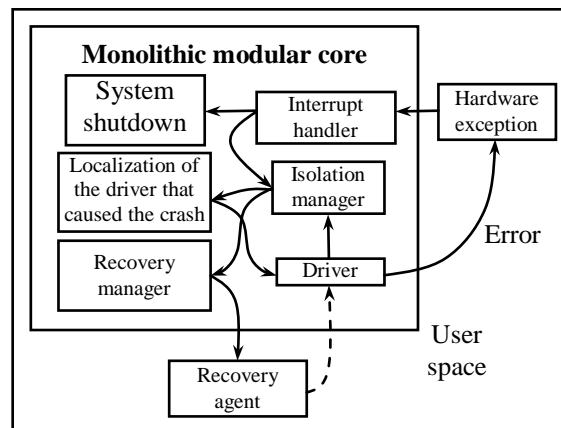 Monolithic modular core
System
shutdown
Interrupt
handler
Hardware
exception
Localization of
the driver that
caused the crash
Isolation
manager
Error
Recovery
manager
Driver
User
space
Recovery
agent